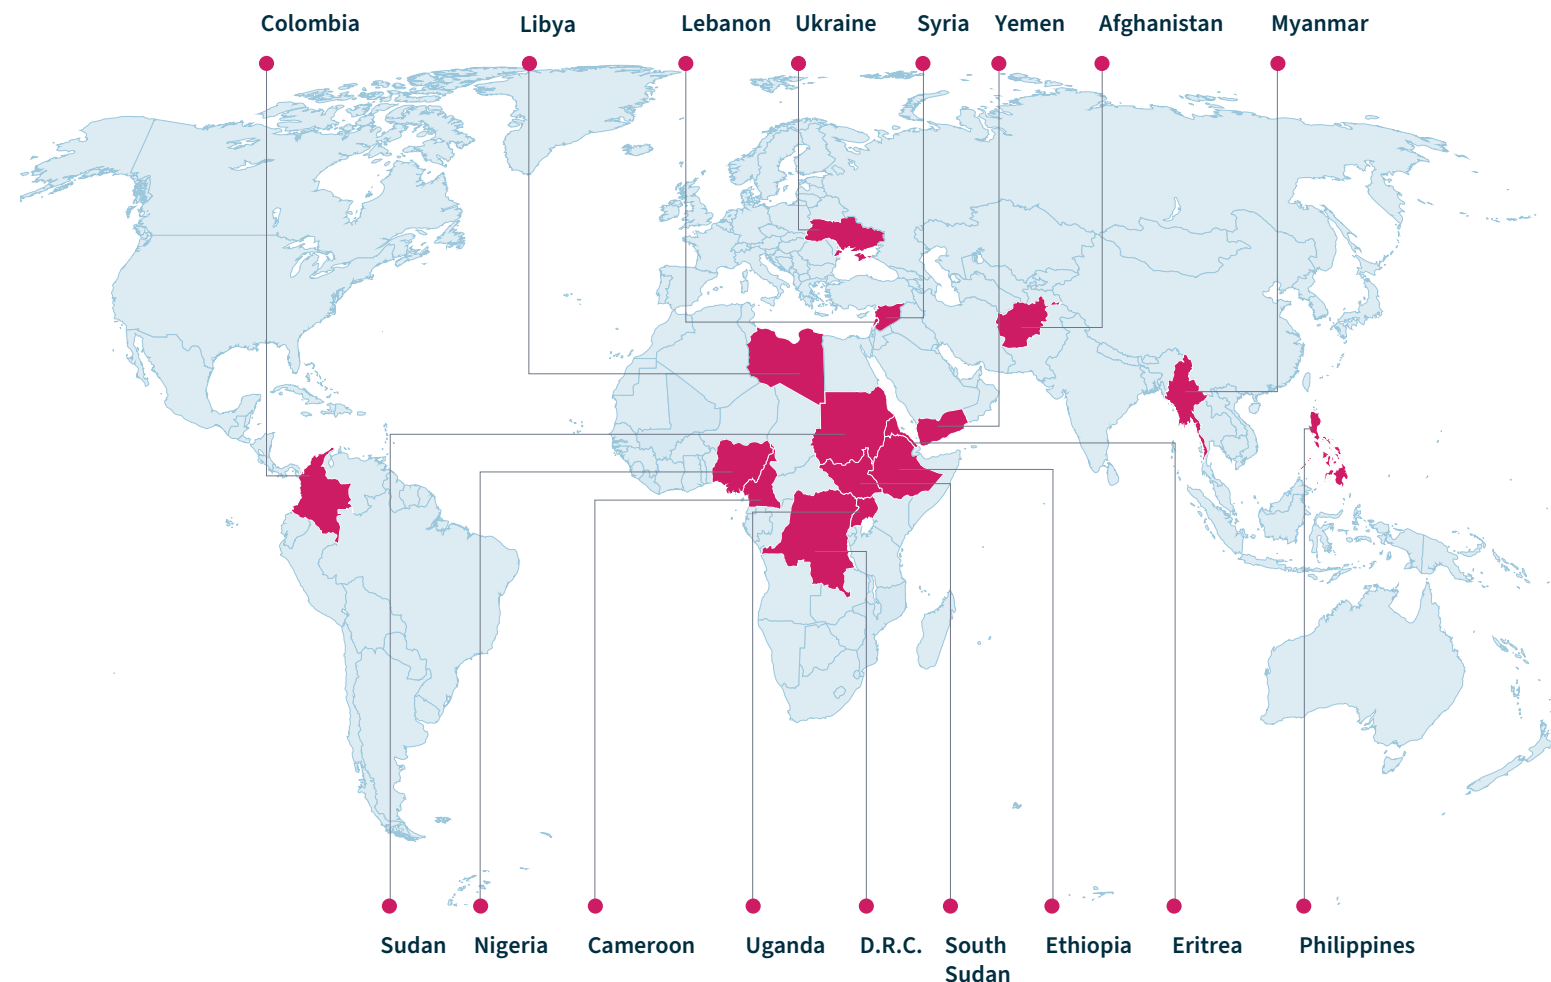 Colombia
Libya
Lebanon
Ukraine
Syria
Yemen
Afghanistan
Myanmar
Sudan
Nigeria
Cameroon
Uganda
D.R.C.
South
Sudan
Ethiopia
Eritrea
Philippines